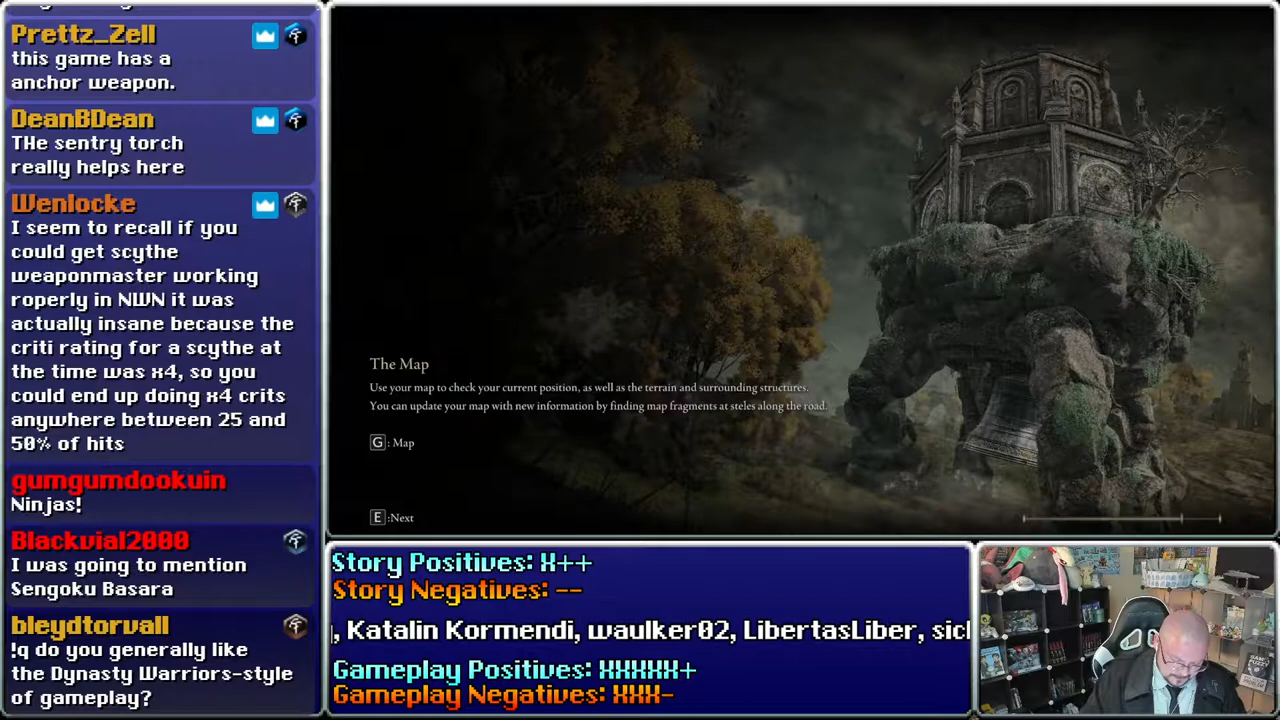 Prettz_Zell
this game has a
anchor weapon.
DeanBDean
THe sentry torch
really helps here
Wenlocke
I seem to recall if you
could get scythe
weaponmaster working
roperly in NWN it was
actually insane because the
criti rating for a scythe at
the time was x4, so you
could end up doing x4 crits
anywhere between 25 and
50% of hits
gumgumdookuin
Ninjas!
Blackvial2000
I was going to mention
Sengoku Basara
bleydtorvall
!q do you generally like
the Dynasty Warriors-style
of gameplay?
The Map
Use your map to check your current position, as well as the terrain and surrounding structures.
You can update your map with new information by finding map fragments at steles along the road.
G : Map
E :Next
Story Positives: X++
Story Negatives: --
, Katalin Kormendi, waulker02, LibertasLiber, sicl
Gameplay Positives: XXXXX+
Gameplay Negatives: XXX-